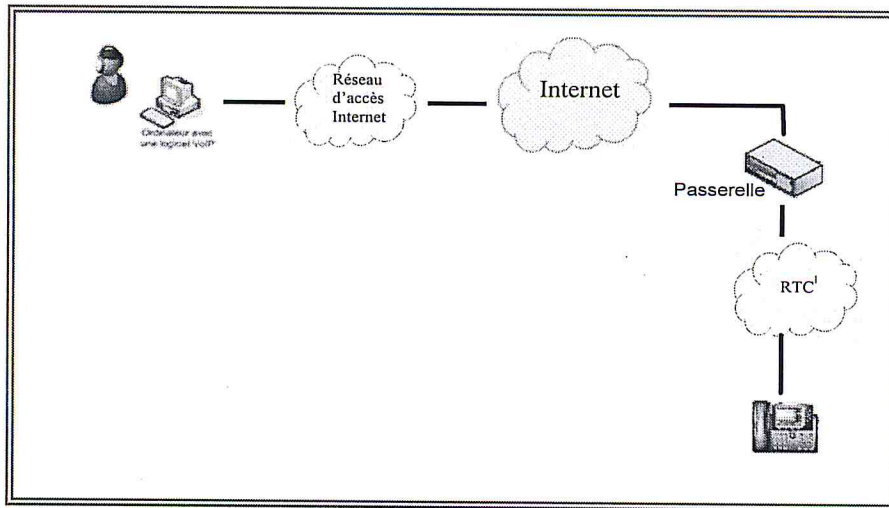 Réseau
d'accès
Internet
Internet
Ordinateur avec
une logiciel VoIP
Passerelle
RTC¹